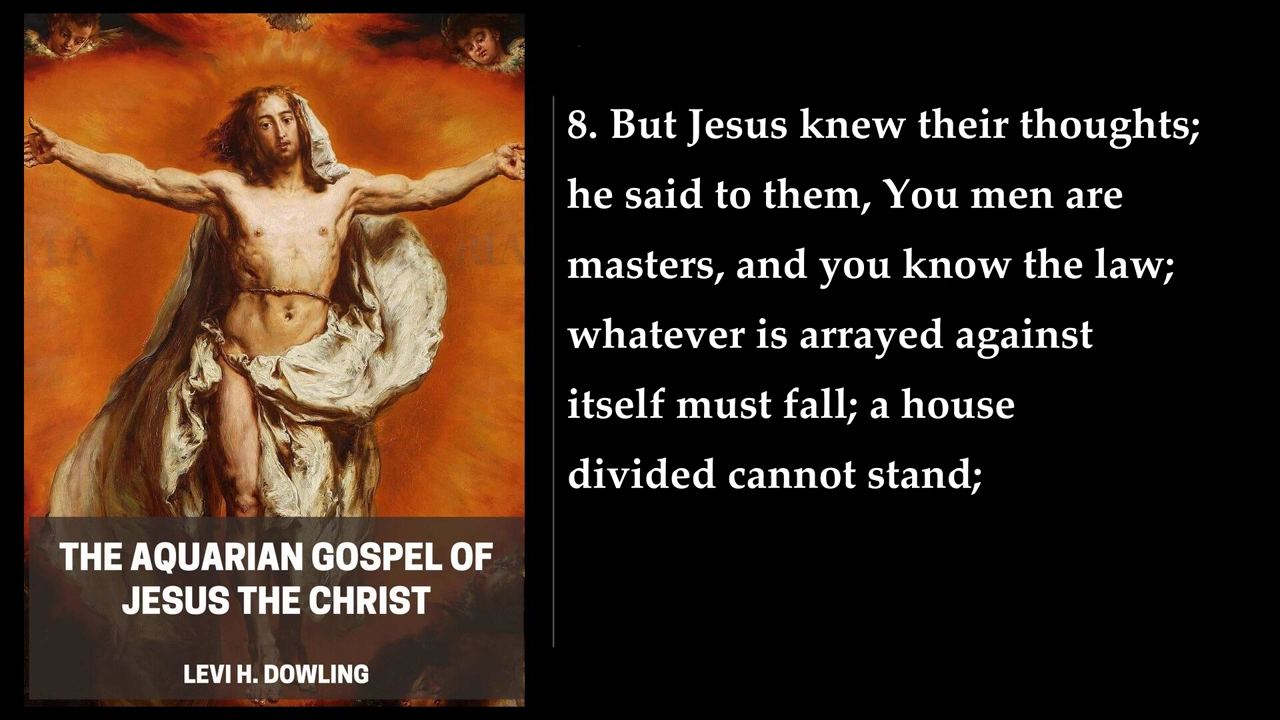 THE AQUARIAN GOSPEL OF
JESUS THE CHRIST
LEVI H. DOWLING
8. But Jesus knew their thoughts;
he said to them, You men are
masters, and you know the law;
whatever is arrayed against
itself must fall; a house
divided cannot stand;